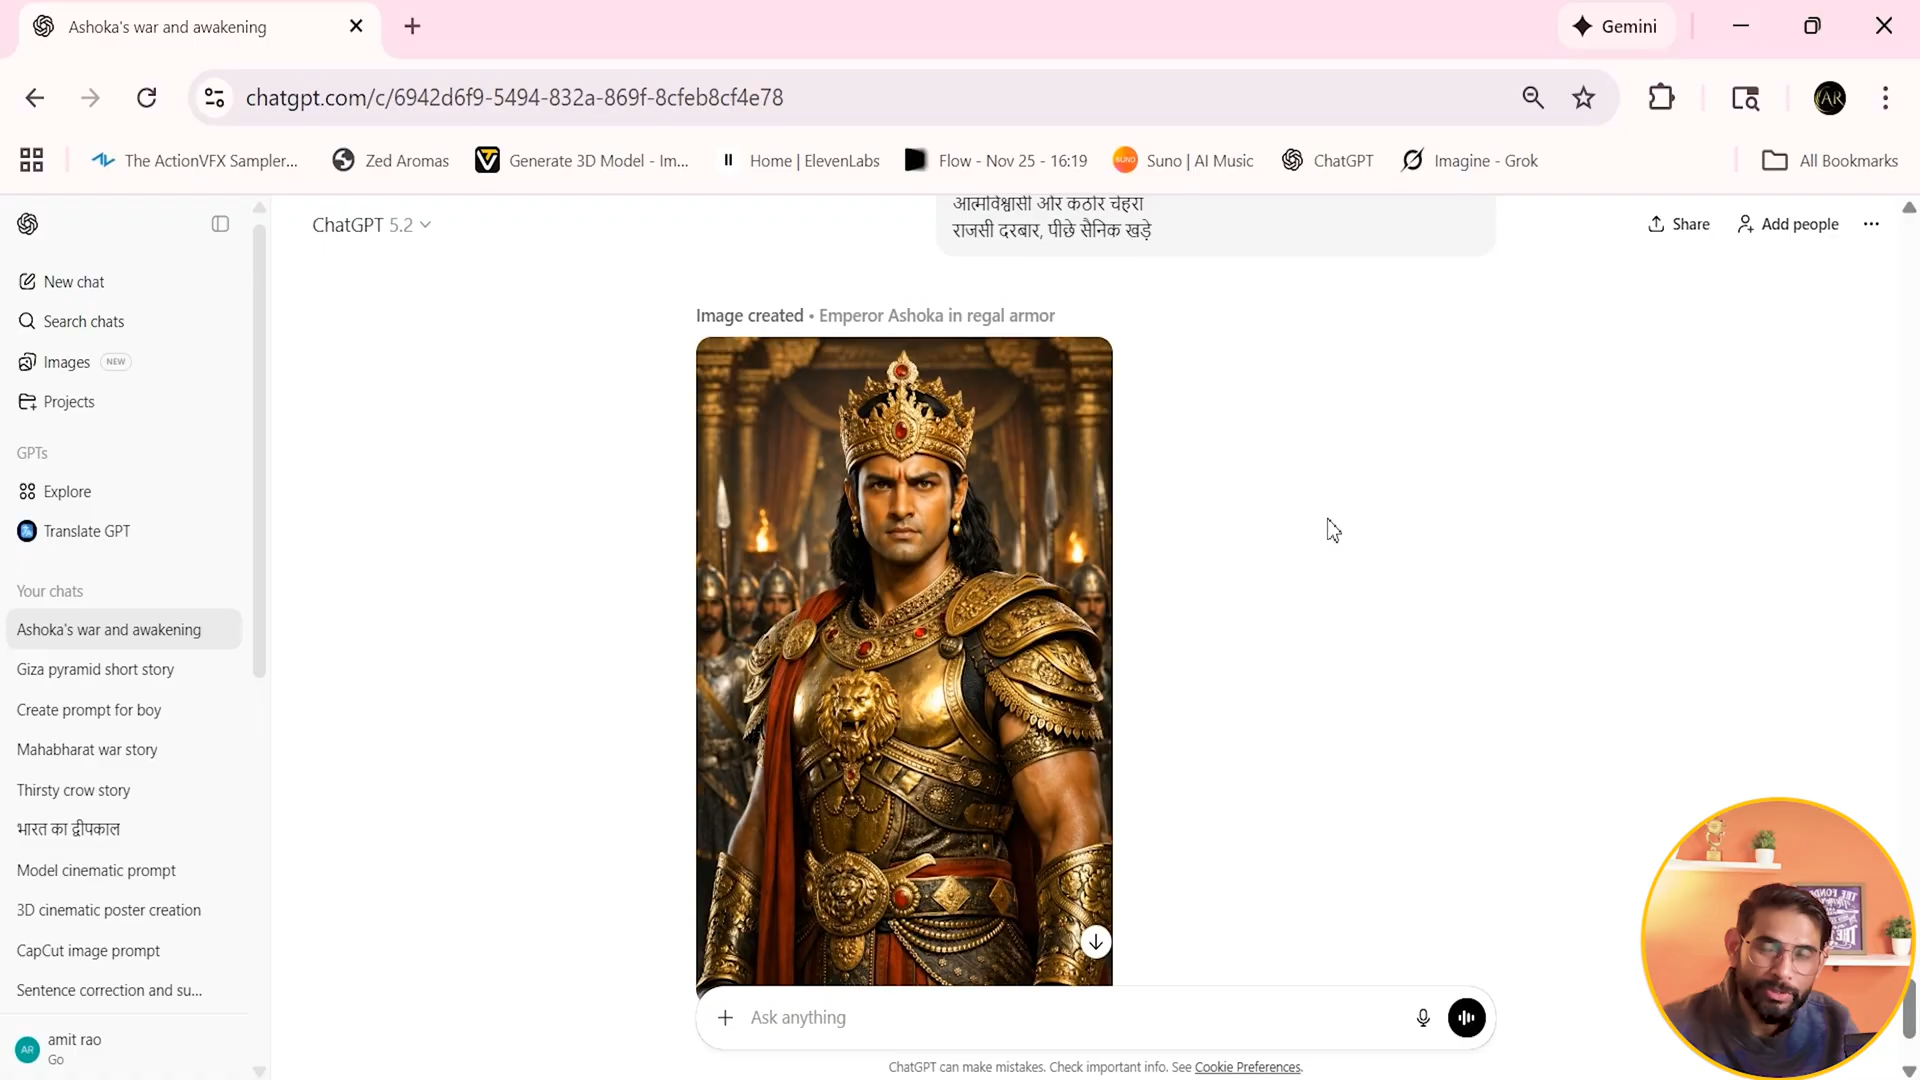 Ashoka's war and awakening
Gemini
chatgpt.com/c/6942d6f9-5494-832a-869f-8cfeb8cf4e78
AR
The ActionVFX Sampler...
Zed Aromas
Generate 3D Model - Im...
Home | ElevenLabs
Flow - Nov 25 - 16:19
SUNO
Suno | AI Music
ChatGPT
Imagine - Grok
All Bookmarks
ChatGPT 5.2
Share
Add people
New chat
Search chats
Images NEW
Projects
GPTs
Explore
Translate GPT
Your chats
Ashoka's war and awakening
Giza pyramid short story
Create prompt for boy
Mahabharat war story
Thirsty crow story
भारत का द्वीपकाल
Model cinematic prompt
3D cinematic poster creation
CapCut image prompt
Sentence correction and su...
AR
amit rao
Go
आत्मविश्वासी और कठोर चेहरा
राजसी दरबार, पीछे सैनिक खड़े
Image created • Emperor Ashoka in regal armor
Ask anything
ChatGPT can make mistakes. Check important info. See Cookie Preferences.